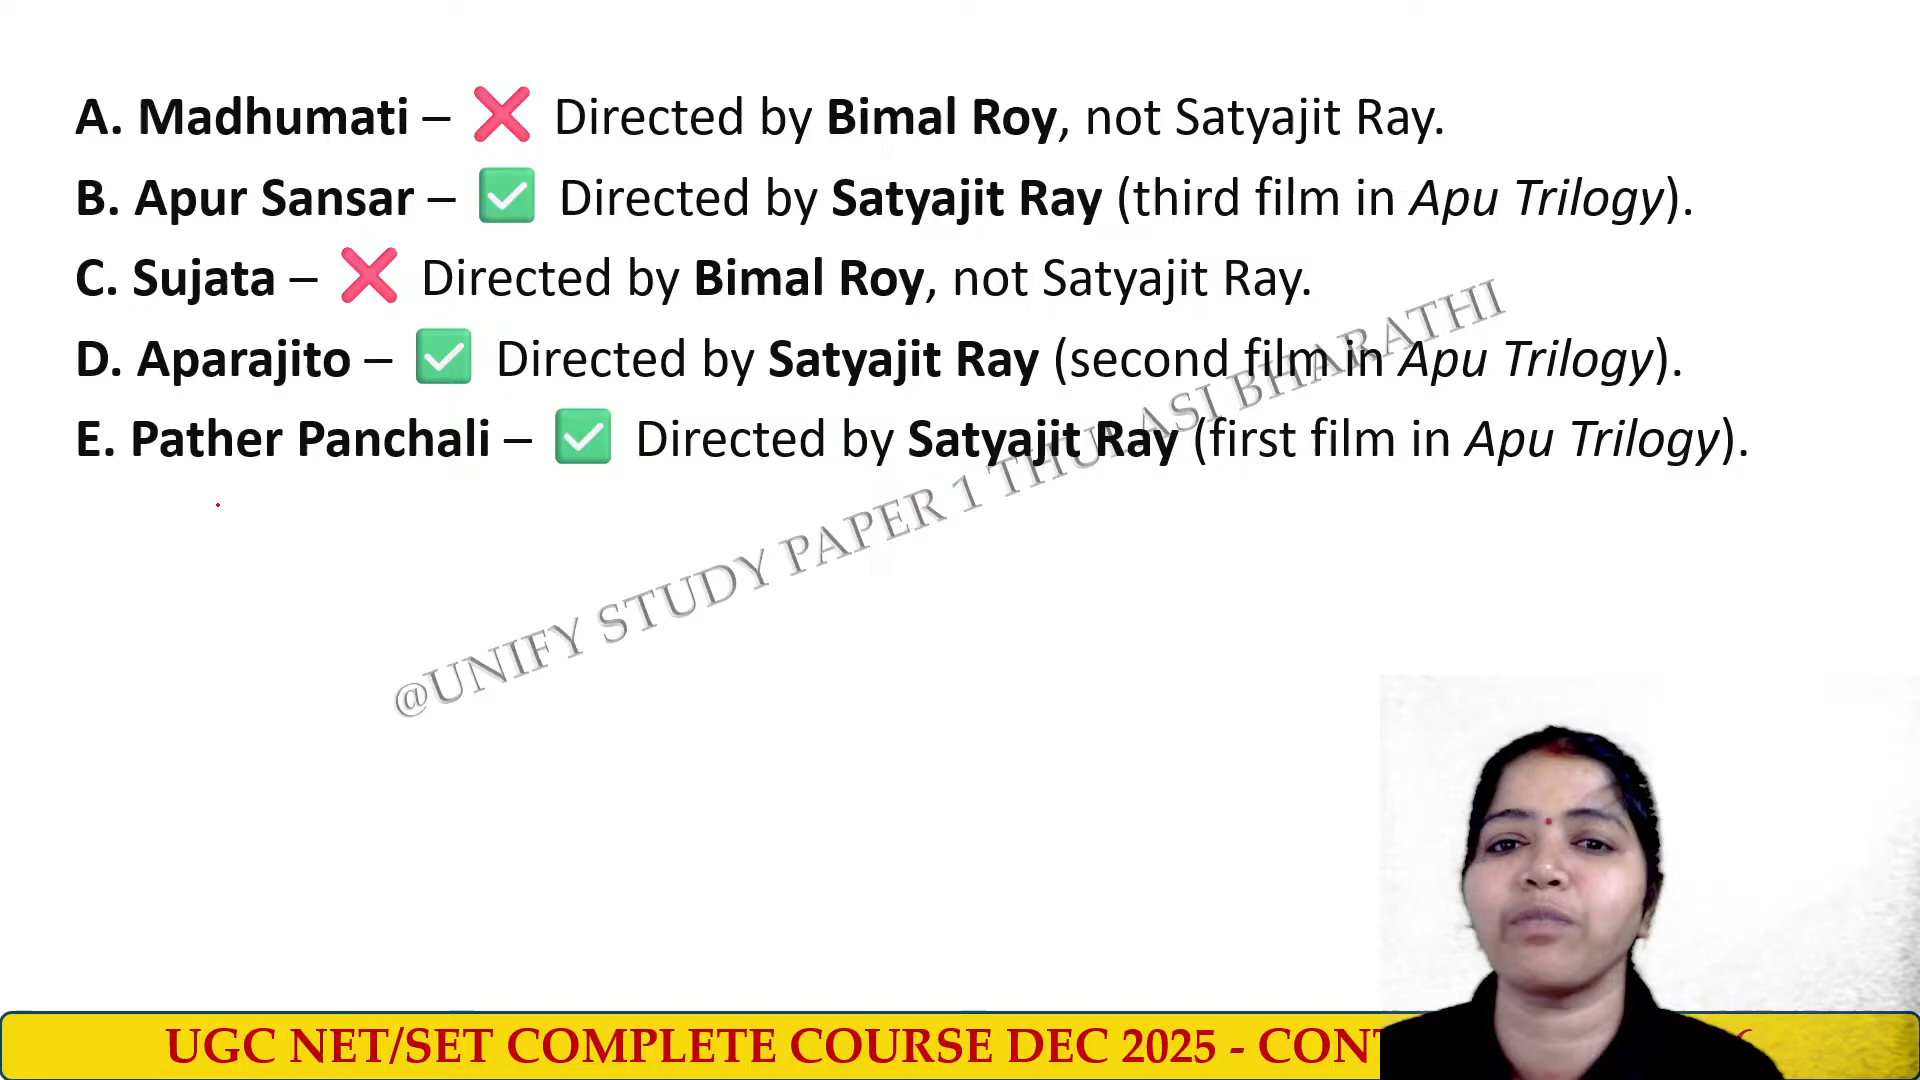 A. Madhumati – ❌ Directed by Bimal Roy, not Satyajit Ray.
B. Apur Sansar – ✅ Directed by Satyajit Ray (third film in Apu Trilogy).
C. Sujata – ❌ Directed by Bimal Roy, not Satyajit Ray.
D. Aparajito – ✅ Directed by Satyajit Ray (second film in Apu Trilogy).
E. Pather Panchali – ✅ Directed by Satyajit Ray (first film in Apu Trilogy).
@UNIFY STUDY PAPER 1 THULASI BHARATHI
UGC NET/SET COMPLETE COURSE DEC 2025 - CONT